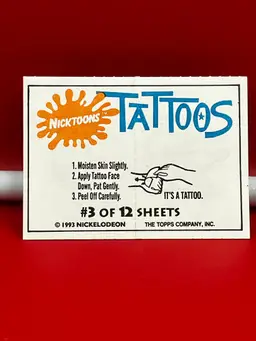 NICKTOONS
TATTOOS
1. Moisten Skin Slightly.
2. Apply Tattoo Face
Down, Pat Gently.
3. Peel Off Carefully.
IT'S A TATTOO.
#3 OF 12 SHEETS
© 1993 NICKELODEON
THE TOPPS COMPANY, INC.